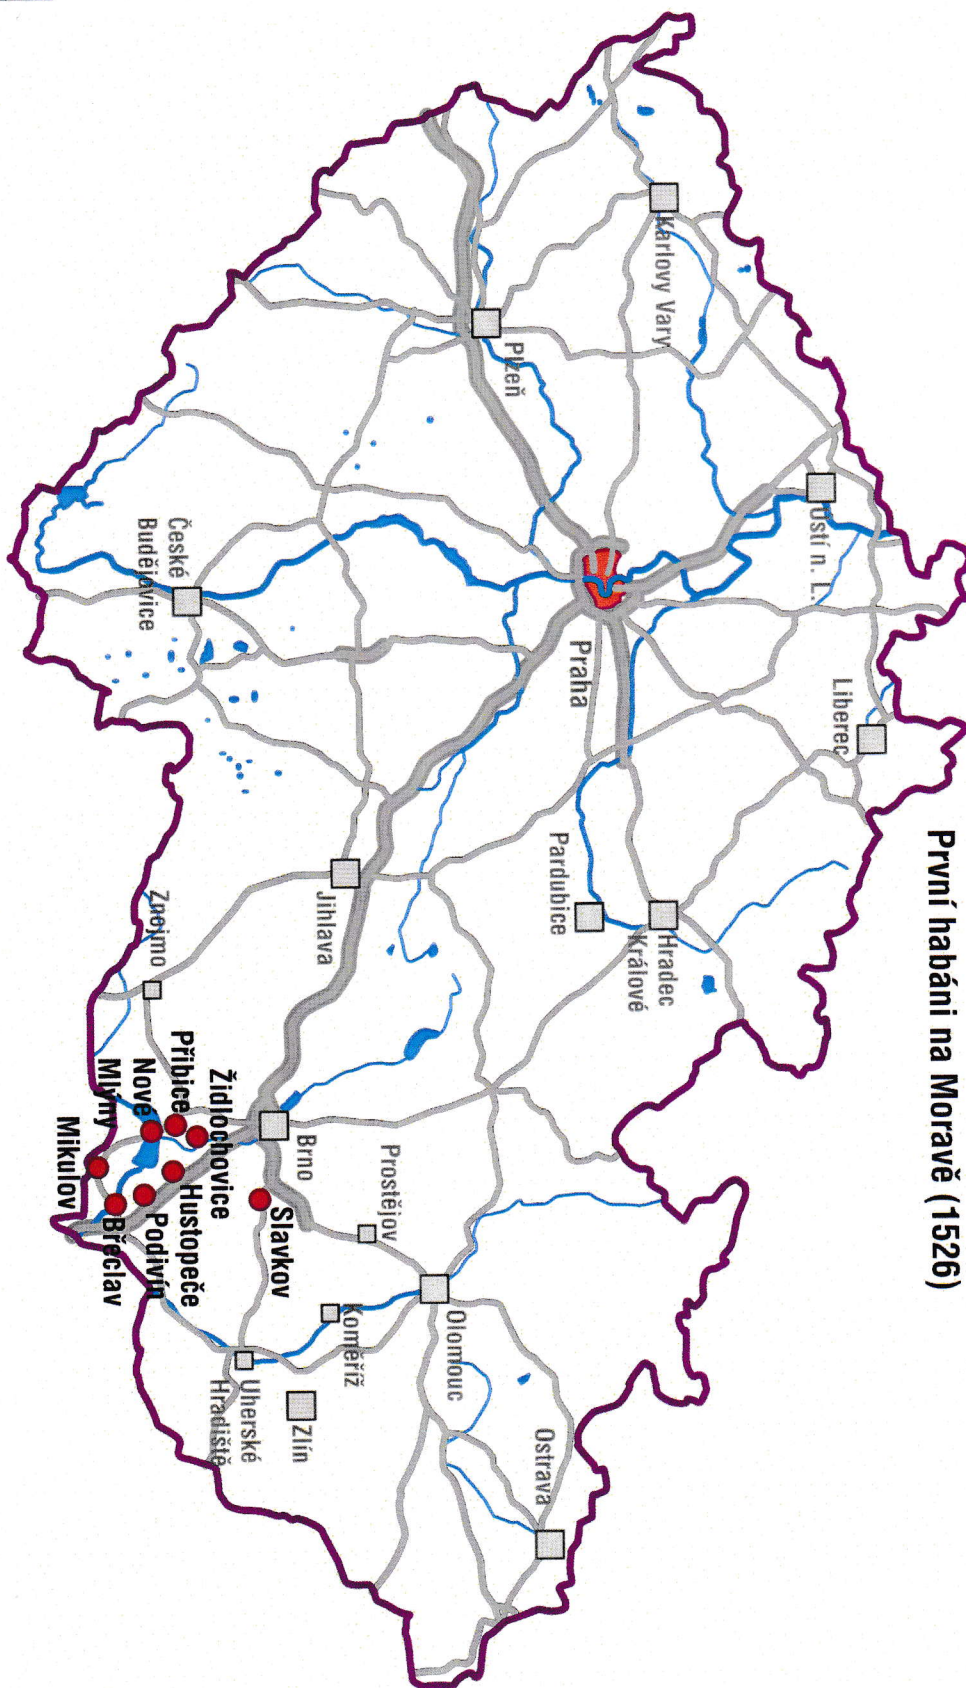 První habáni na Moravě (1526)
Karlovy Vary
Ústí n. L.
Liberec
Plzeň
Praha
Hradec
Králové
Pardubice
České
Budějovice
Jihlava
Znojmo
Brno
Prostějov
Olomouc
Ostrava
Koměříž
Zlín
Uherské
Hradiště
Slavkov
Židlochovice
Přibice
Nové
Mlýny
Hustopeče
Podivín
Břeclav
Mikulov